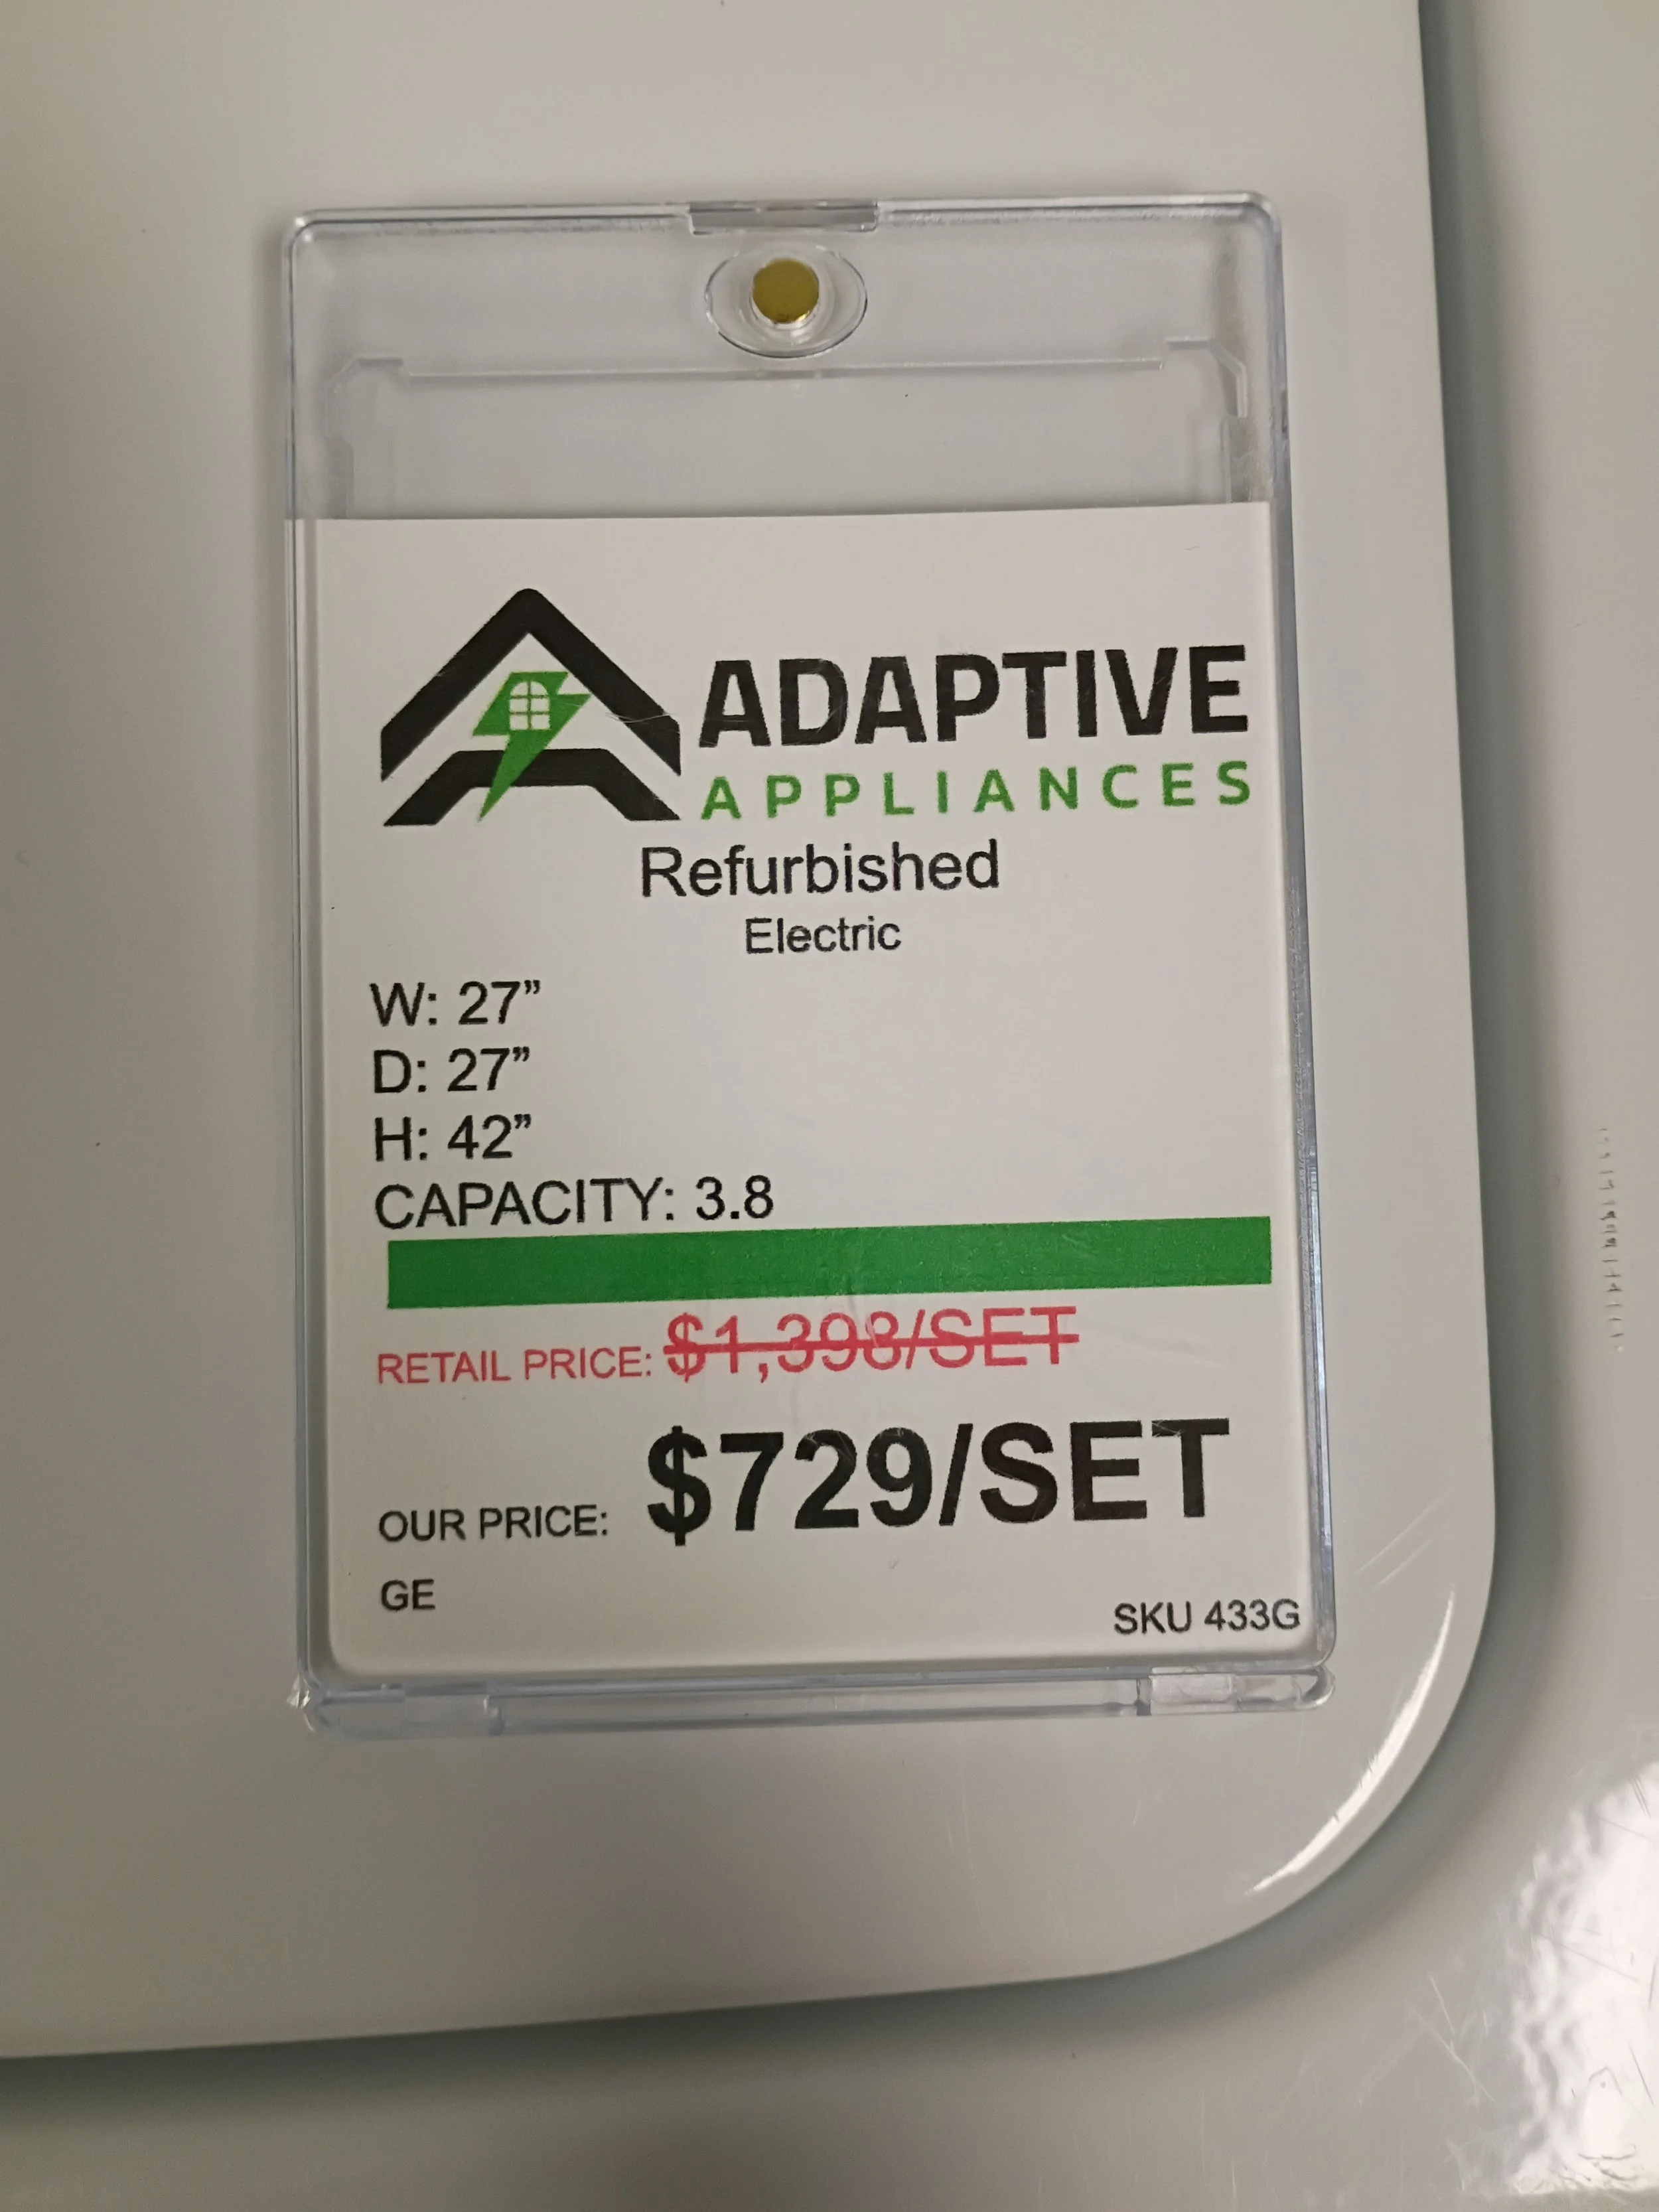 ADAPTIVE
APPLIANCES
Refurbished
Electric
W: 27”
D: 27”
H: 42”
CAPACITY: 3.8
RETAIL PRICE: $1,398/SET
OUR PRICE: $729/SET
GE
SKU 433G